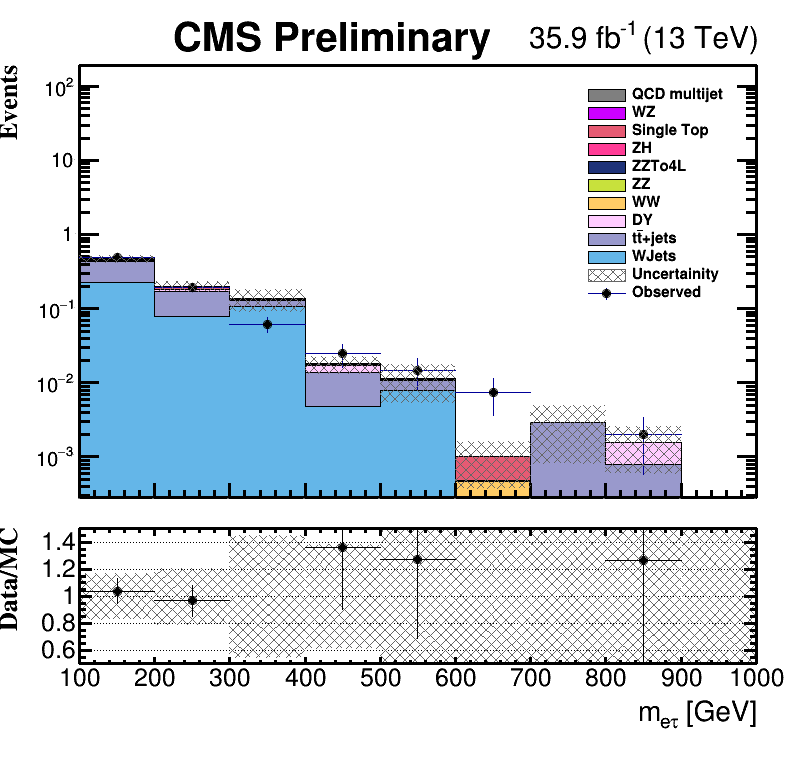 CMS Preliminary 35.9 fb⁻¹ (13 TeV)
Events
10²
10
1
10⁻¹
10⁻²
10⁻³
QCD multijet
WZ
Single Top
ZH
ZZTo4L
ZZ
WW
DY
tt̄+jets
WJets
Uncertainity
Observed
Data/MC
1.4
1.2
1
0.8
0.6
100 200 300 400 500 600 700 800 900 1000
m_eτ [GeV]